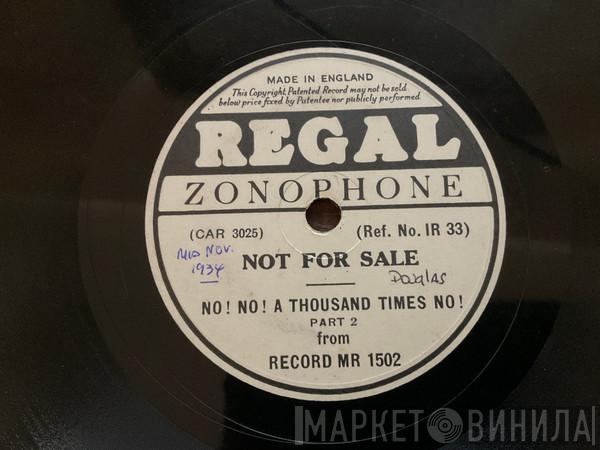 MADE IN ENGLAND
This Copyright, Patented Record may not be sold
below price fixed by Patentee nor publicly performed
REGAL
ZONOPHONE
(CAR 3025)
(Ref. No. IR 33)
Mid Nov.
1934
NOT FOR SALE
Douglas
NO! NO! A THOUSAND TIMES NO!
PART 2
from
RECORD MR 1502
МАРКЕТ ВИНИЛА